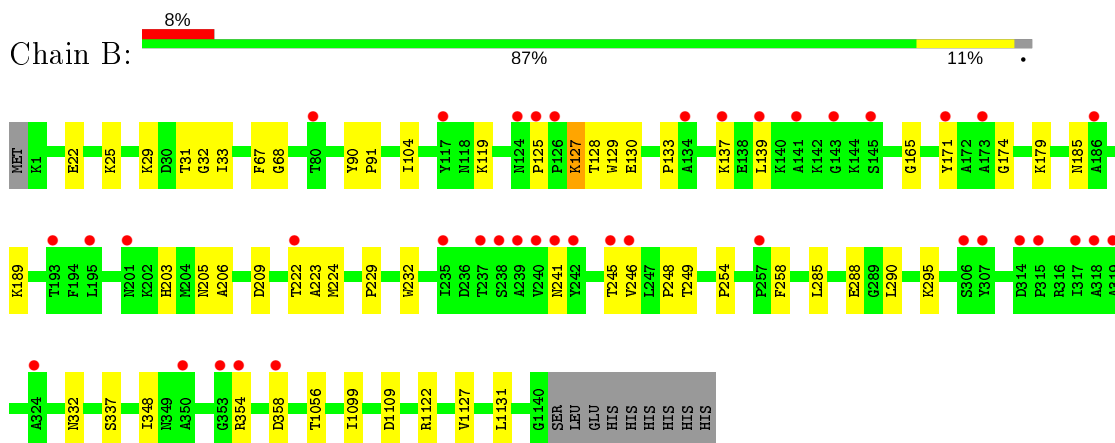 8%
Chain B:
87%
11%
•
MET K1 E22 K25 K29 D30 T31 G32 I33 F67 G68 T80 Y90 P91 I104 Y117 N118 K119 N124 P125 P126 K127 T128 W129 E130 P133 A134 K137 E138 L139 K140 A141 K142 G143 K144 S145 G165 Y171 A172 A173 G174 K179 N185 A186
K189 T193 F194 L195 N201 K202 H203 M204 N205 A206 D209 T222 A223 M224 P229 W232 I235 D236 T237 S238 A239 V240 N241 Y242 T245 V246 L247 P248 T249 P254 P257 F258 L285 E288 G289 L290 K295 S306 Y307 D314 P315 R316 I317 A318 A319
A324 N332 S337 I348 N349 A350 G353 R354 D358 T1056 I1099 D1109 R1122 V1127 L1131 G1140 SER LEU GLU HIS HIS HIS HIS HIS HIS